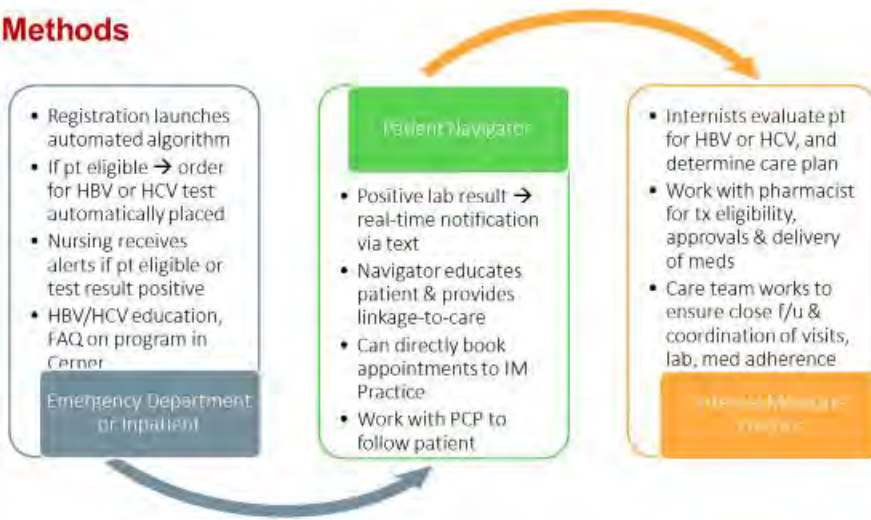 Methods
• Registration launches
automated algorithm
• If pt eligible → order
for HBV or HCV test
automatically placed
• Nursing receives
alerts if pt eligible or
test result positive
• HBV/HCV education,
FAQ on program in
Cerner
Emergency Department
or Inpatient
Patient Navigator
• Positive lab result →
real-time notification
via text
• Navigator educates
patient & provides
linkage-to-care
• Can directly book
appointments to IM
Practice
• Work with PCP to
follow patient
• Internists evaluate pt
for HBV or HCV, and
determine care plan
• Work with pharmacist
for tx eligibility,
approvals & delivery
of meds
• Care team works to
ensure close f/u &
coordination of visits,
lab, med adherence